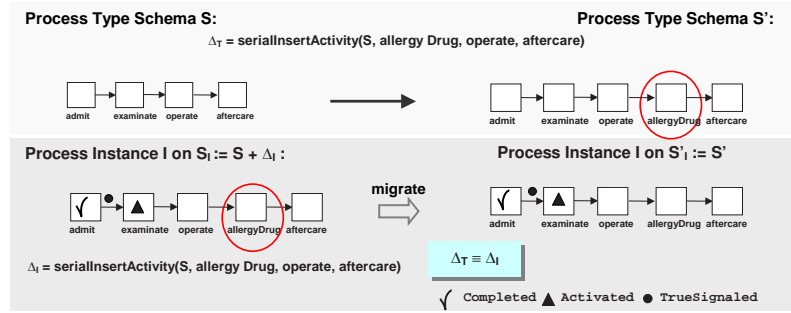 Process Type Schema S: Process Type Schema S’:
ΔT = serialInsertActivity(S, allergy Drug, operate, aftercare)
admit examinate operate aftercare
admit examinate operate allergyDrug aftercare
Process Instance I on SI := S + ΔI : Process Instance I on S'I := S’
migrate
admit examinate operate allergyDrug aftercare
admit examinate operate allergyDrug aftercare
ΔI = serialInsertActivity(S, allergy Drug, operate, aftercare)
ΔT ≡ ΔI
Completed Activated TrueSignaled